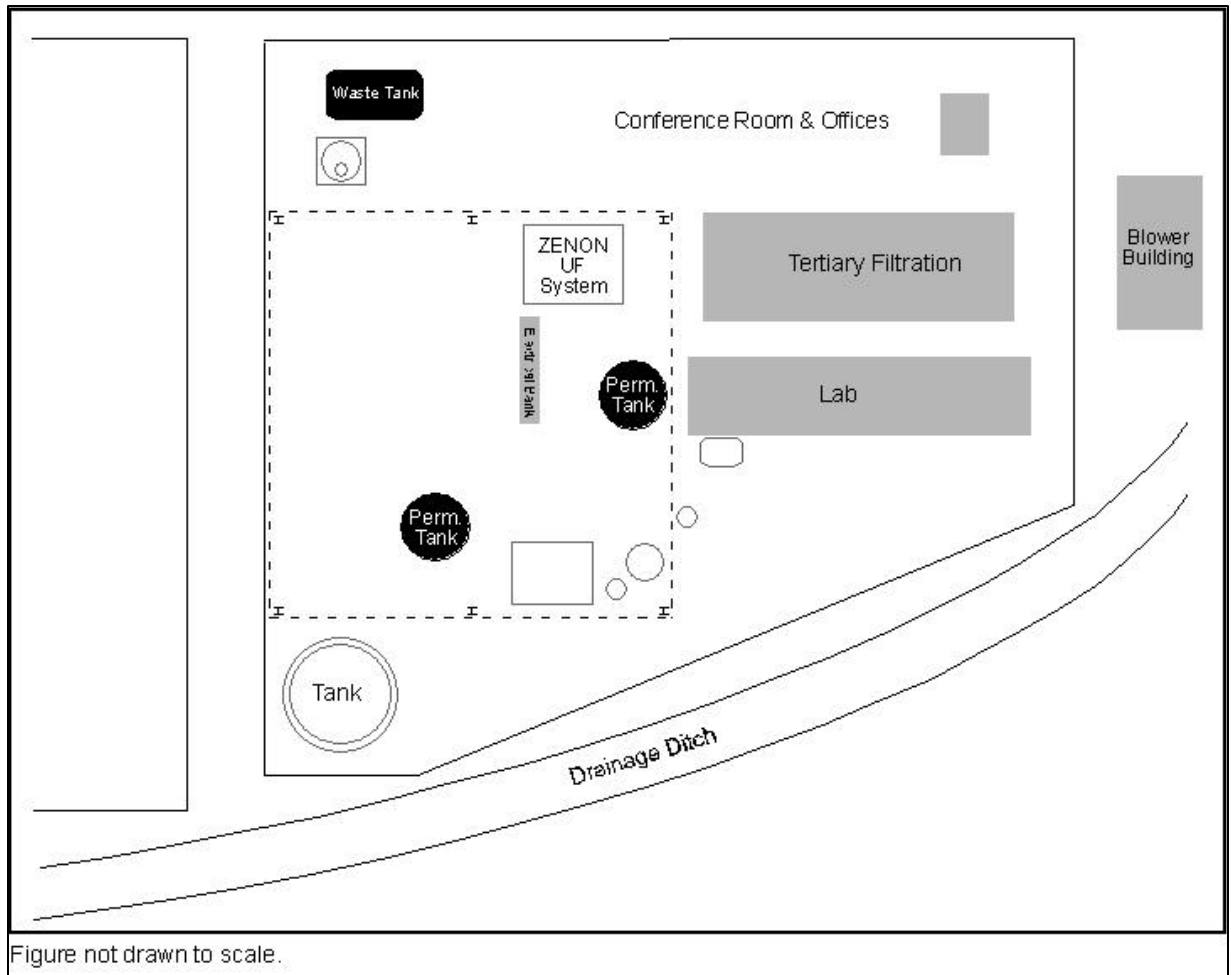 Waste Tank
Conference Room & Offices
ZENON
UF
System
Tertiary Filtration
Blower
Building
Perm.
Tank
Lab
Perm.
Tank
Tank
Drainage Ditch
Figure not drawn to scale.